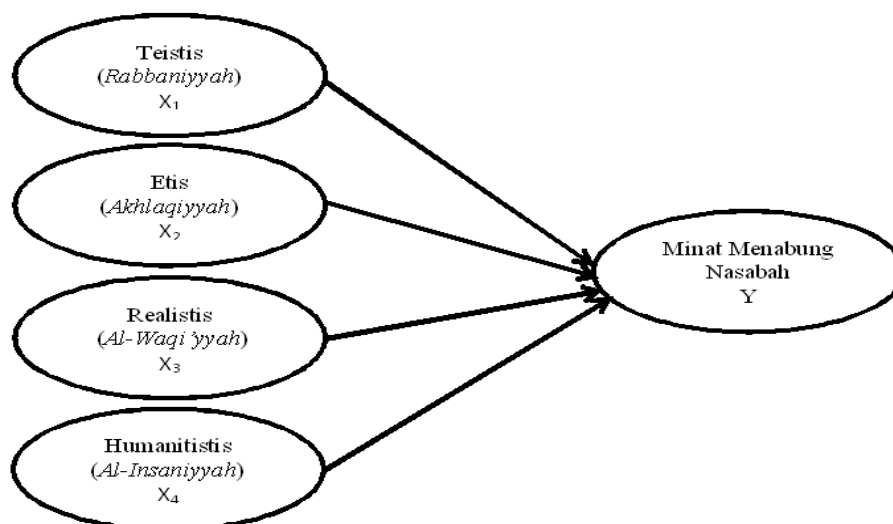 Teistis
(Rabbaniyyah)
X₁
Etis
(Akhlaqiyyah)
X₂
Realistis
(Al-Waqi'yyah)
X₃
Humanitistis
(Al-Insaniyyah)
X₄
Minat Menabung
Nasabah
Y